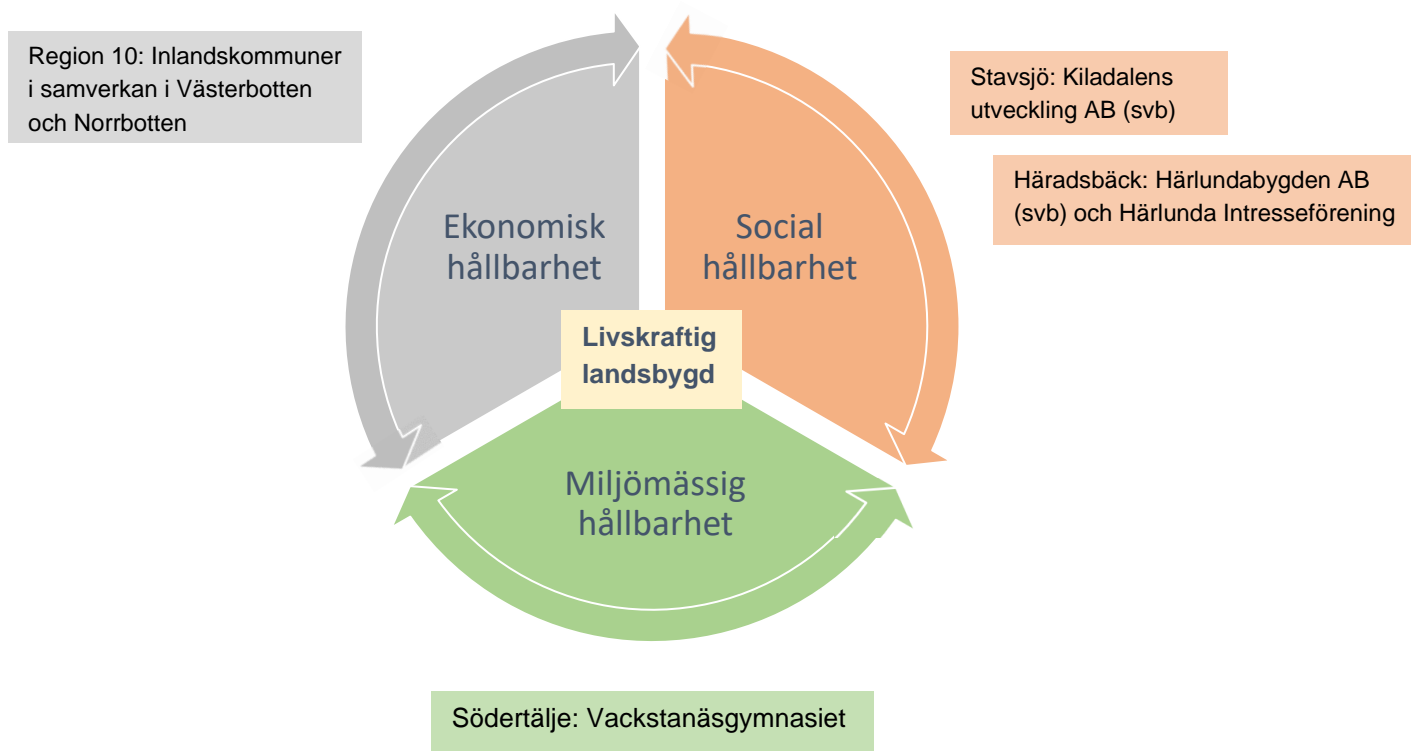 Region 10: Inlandskommuner
i samverkan i Västerbotten
och Norrbotten
Stavsjö: Kiladalens
utveckling AB (svb)
Häradsbäck: Härlundabygden AB
(svb) och Härlunda Intresseförening
Ekonomisk
hållbarhet
Social
hållbarhet
Livskraftig
landsbygd
Miljömässig
hållbarhet
Södertälje: Vackstanäsgymnasiet